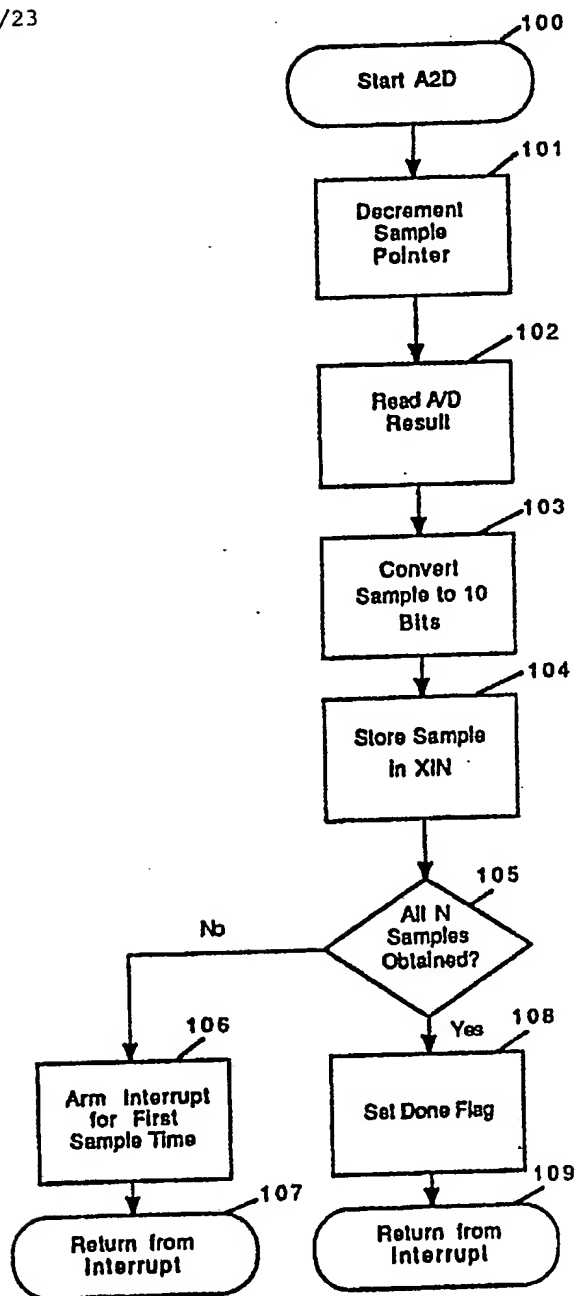 /23
100
Start A2D
101
Decrement
Sample
Pointer
102
Read A/D
Result
103
Convert
Sample to 10
Bits
104
Store Sample
in XIN
105
All N
Samples
Obtained?
No
Yes
106
Arm Interrupt
for First
Sample Time
108
Set Done Flag
107
Return from
Interrupt
109
Return from
Interrupt